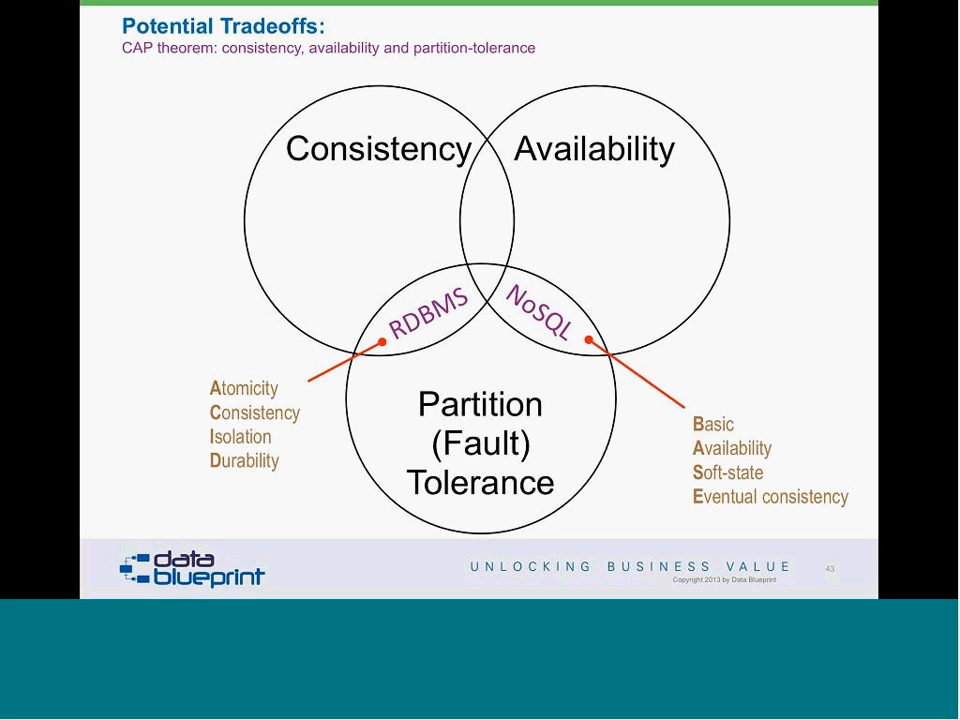 Potential Tradeoffs:
CAP theorem: consistency, availability and partition-tolerance
Consistency
Availability
RDBMS
NoSQL
Atomicity
Consistency
Isolation
Durability
Partition
(Fault)
Tolerance
Basic
Availability
Soft-state
Eventual consistency
data
blueprint
UNLOCKING BUSINESS VALUE
43
Copyright 2013 by Data Blueprint